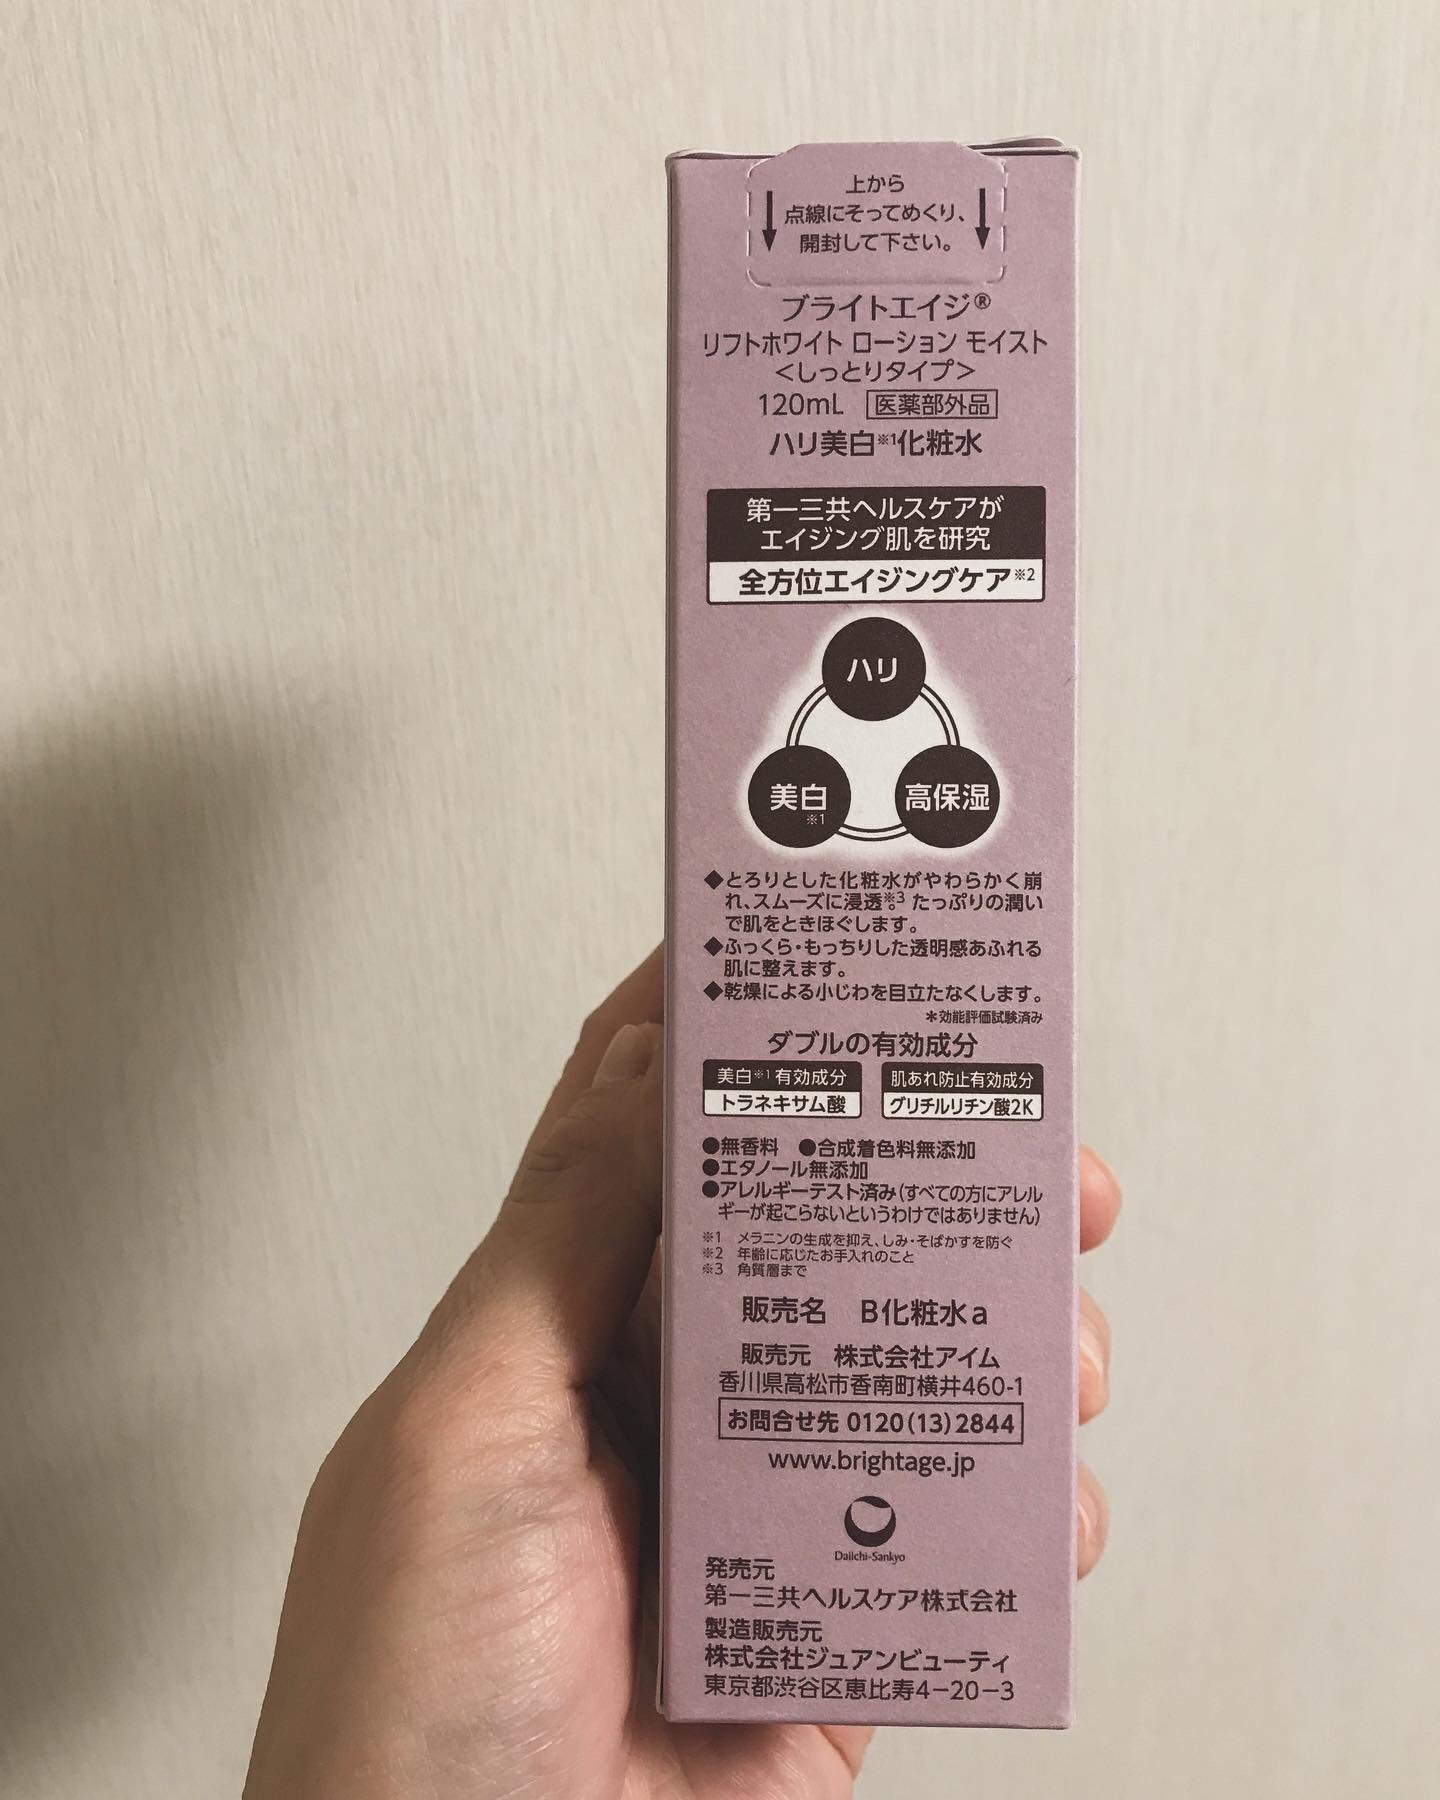 上から
点線にそってめくり、
開封して下さい。
ブライトエイジ®
リフトホワイト ローション モイスト
＜しっとりタイプ＞
120mL 医薬部外品
ハリ美白※1化粧水
第一三共ヘルスケアが
エイジング肌を研究
全方位エイジングケア※2
ハリ
美白※1 高保湿
◆とろりとした化粧水がやわらかく崩
れ、スムーズに浸透※3。たっぷりの潤い
で肌をときほぐします。
◆ふっくら・もっちりした透明感あふれる
肌に整えます。
◆乾燥による小じわを目立たなくします。
＊効能評価試験済み
ダブルの有効成分
美白※1有効成分 肌あれ防止有効成分
トラネキサム酸 グリチルリチン酸2K
●無香料 ●合成着色料無添加
●エタノール無添加
●アレルギーテスト済み(すべての方にアレル
ギーが起こらないというわけではありません)
※1 メラニンの生成を抑え、しみ・そばかすを防ぐ
※2 年齢に応じたお手入れのこと
※3 角質層まで
販売名 B化粧水a
販売元 株式会社アイム
香川県高松市香南町横井460-1
お問合せ先 0120(13)2844
www.brightage.jp
Daiichi-Sankyo
発売元
第一三共ヘルスケア株式会社
製造販売元
株式会社ジュアンビューティ
東京都渋谷区恵比寿4−20−3